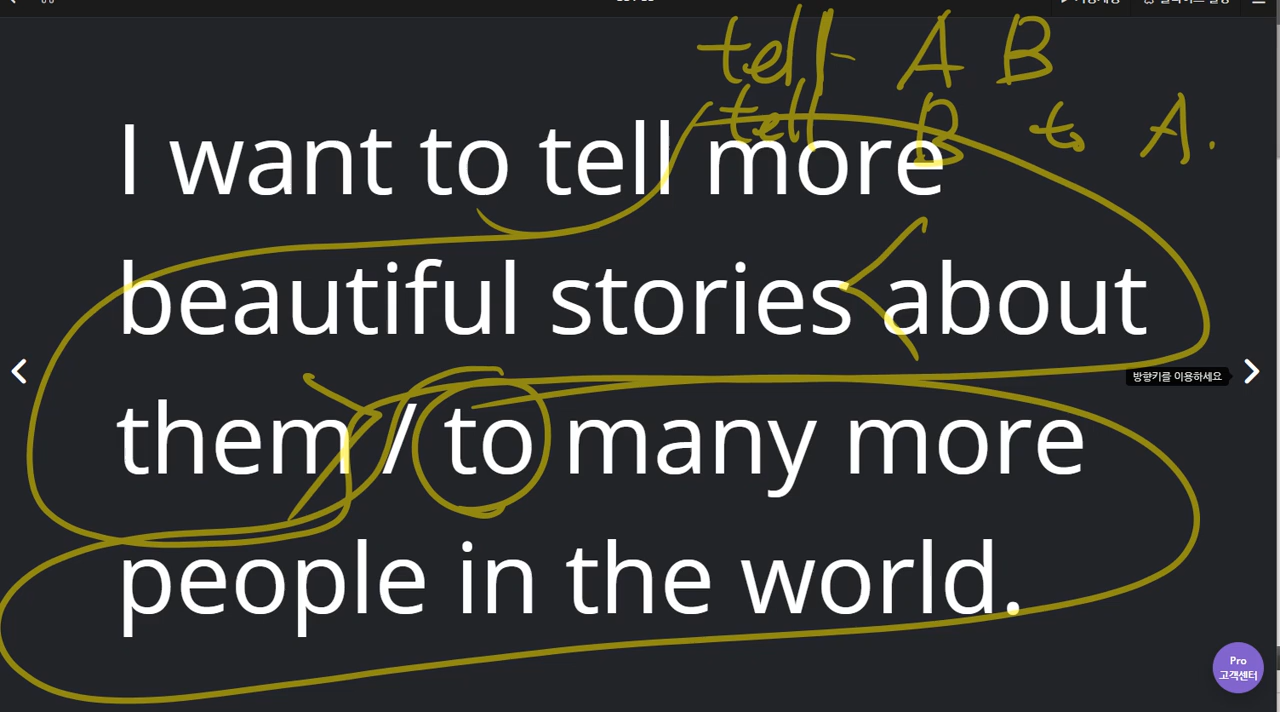 tell A B
tell B to A.
I want to tell more
beautiful stories about
them / to many more
people in the world.
방향키를 이용하세요
Pro
고객센터